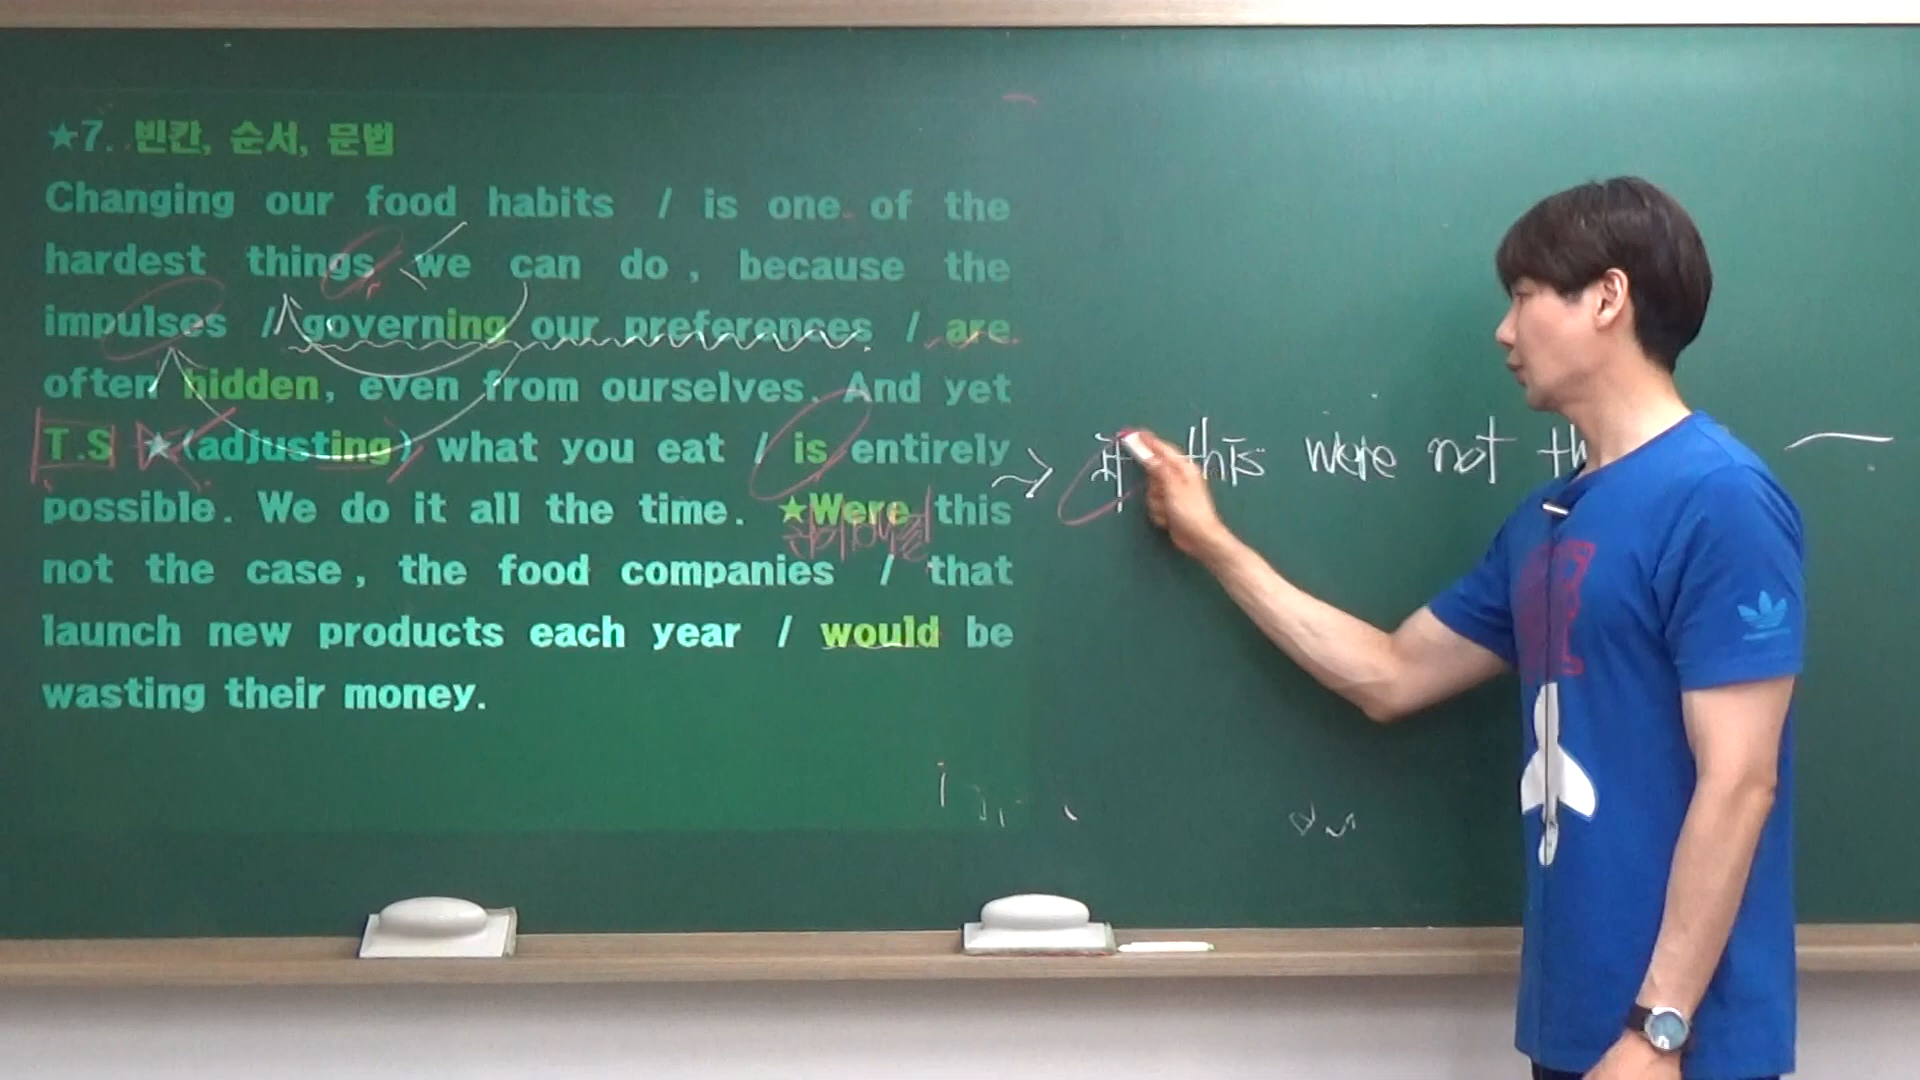 ★7. 빈칸, 순서, 문법
Changing our food habits / is one of the
hardest things we can do, because the
impulses / governing our preferences / are
often hidden, even from ourselves. And yet
T.S ★(adjusting) what you eat / is entirely
possible. We do it all the time. ★Were this
not the case, the food companies / that
launch new products each year / would be
wasting their money.
→ if this were not th